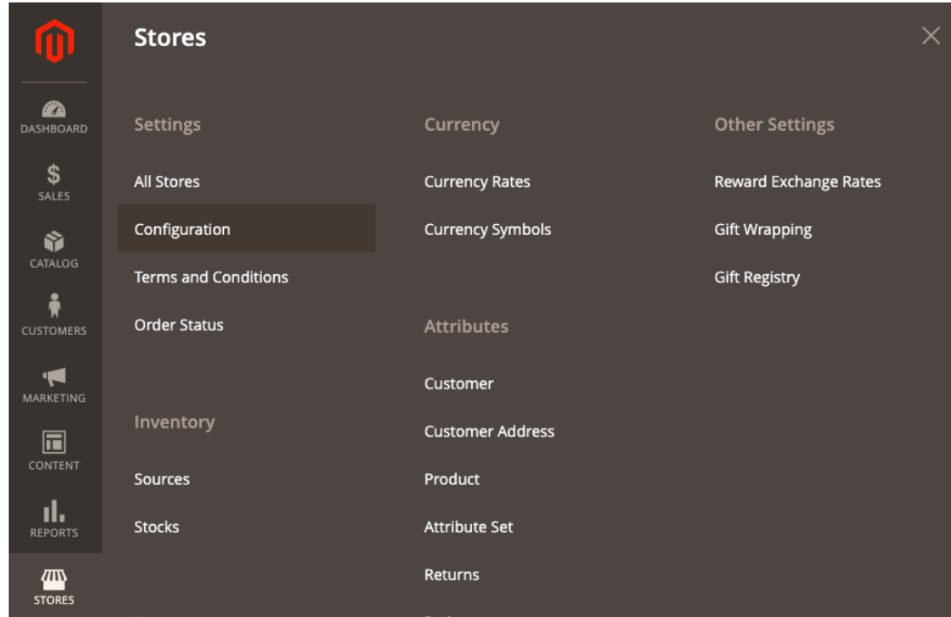 Stores
DASHBOARD
SALES
CATALOG
CUSTOMERS
MARKETING
CONTENT
REPORTS
STORES
Settings
All Stores
Configuration
Terms and Conditions
Order Status
Inventory
Sources
Stocks
Currency
Currency Rates
Currency Symbols
Attributes
Customer
Customer Address
Product
Attribute Set
Returns
Other Settings
Reward Exchange Rates
Gift Wrapping
Gift Registry